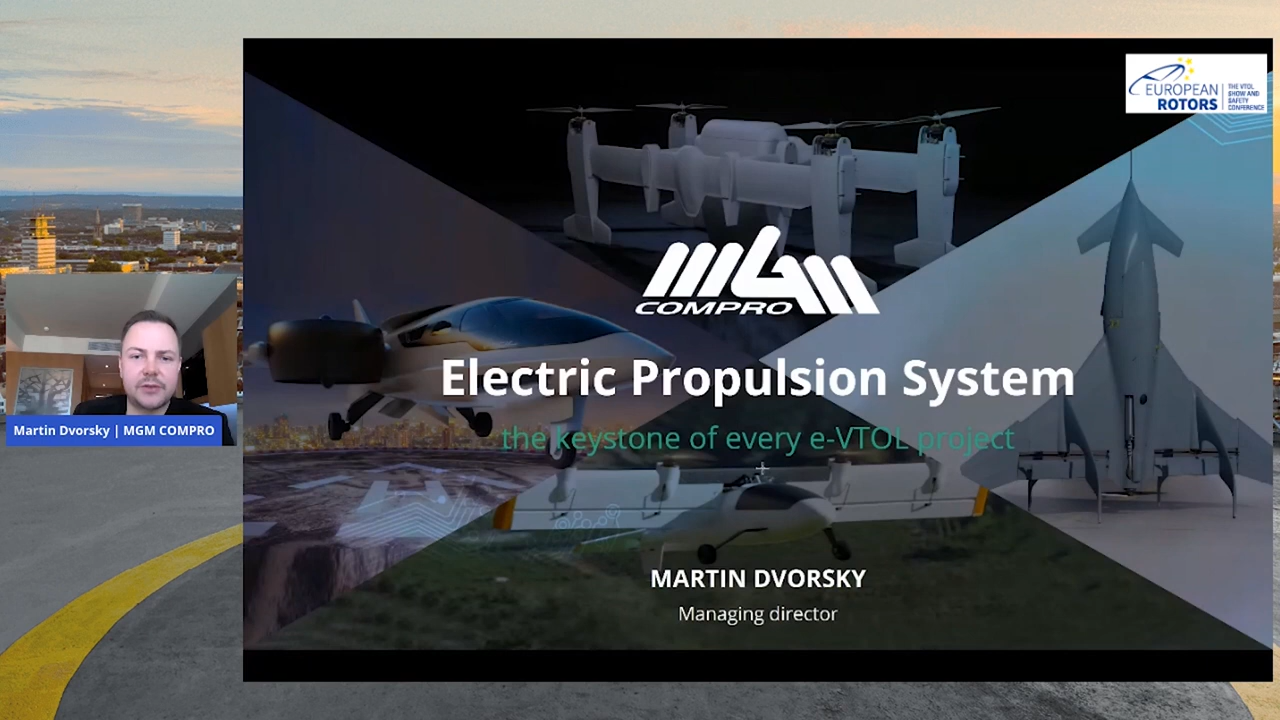 EUROPEAN
ROTORS
THE VTOL
SHOW AND
SAFETY
CONFERENCE
MGM
COMPRO
Electric Propulsion System
the keystone of every e-VTOL project
Martin Dvorsky | MGM COMPRO
MARTIN DVORSKY
Managing director